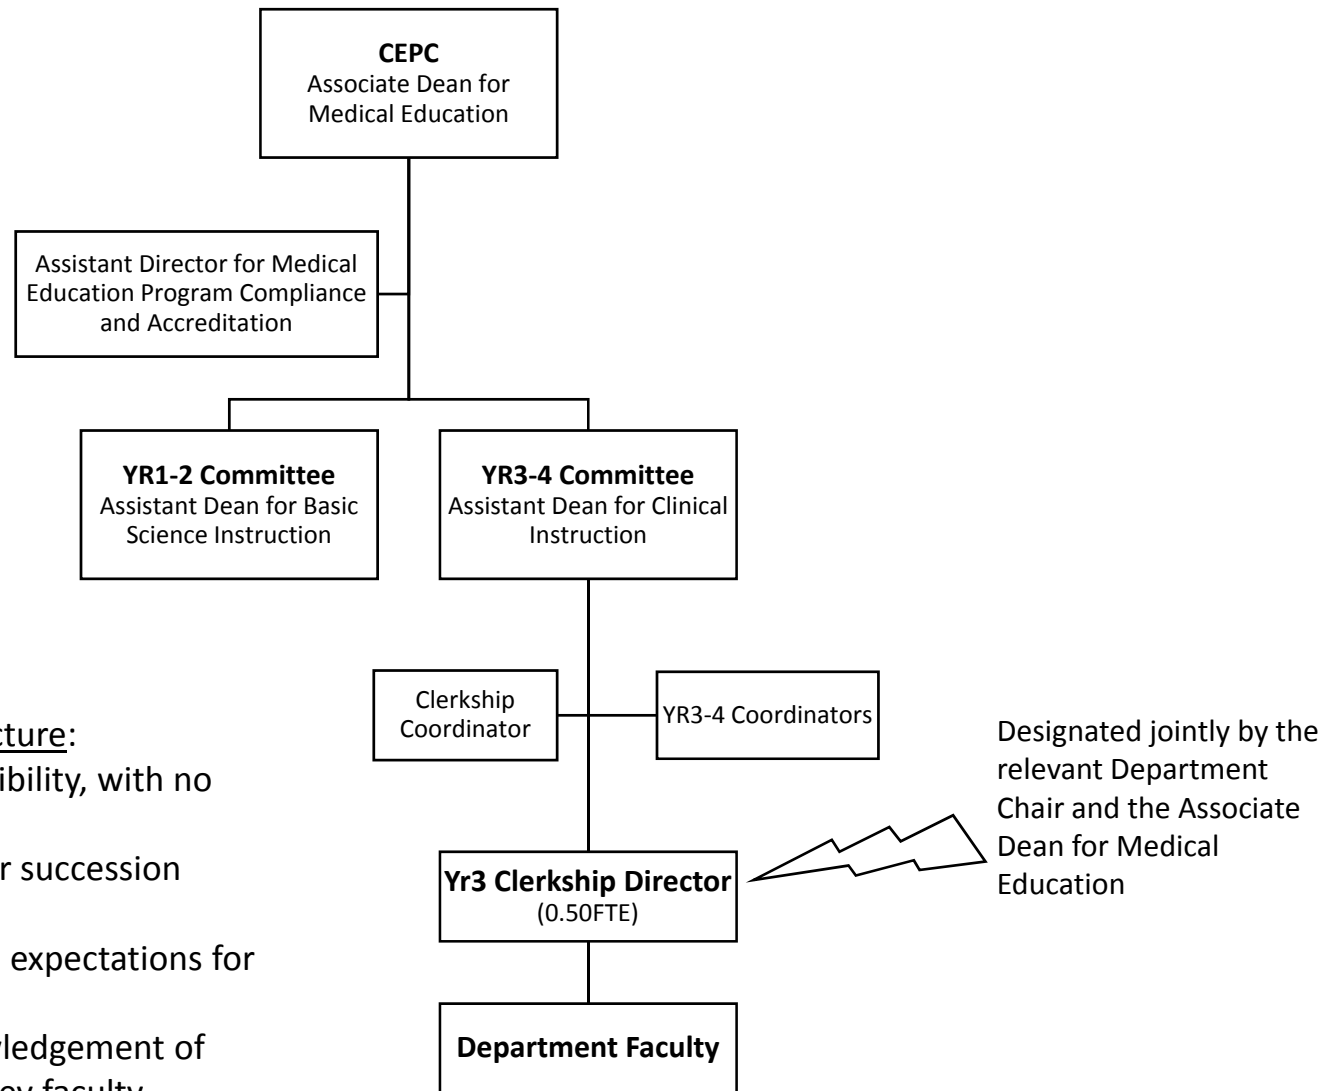 CEPC
Associate Dean for
Medical Education
Assistant Director for Medical
Education Program Compliance
and Accreditation
YR1-2 Committee
Assistant Dean for Basic
Science Instruction
YR3-4 Committee
Assistant Dean for Clinical
Instruction
Clerkship
Coordinator
YR3-4 Coordinators
Designated jointly by the
relevant Department
Chair and the Associate
Dean for Medical
Education
Yr3 Clerkship Director
(0.50FTE)
Department Faculty
cture:
ibility, with no
r succession
expectations for
ledgement of